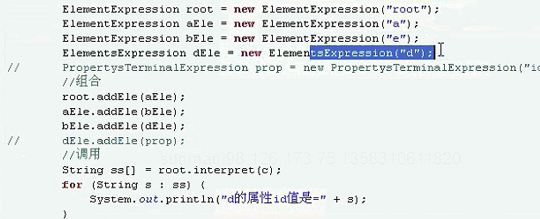 ElementExpression root = new ElementExpression("root");
ElementExpression aEle = new ElementExpression("a");
ElementExpression bEle = new ElementExpression("e");
ElementsExpression dEle = new ElementsExpression("d");
// PropertysTerminalExpression prop = new PropertysTerminalExpression("id
//组合
root.addEle(aEle);
aEle.addEle(bEle);
bEle.addEle(dEle);
// dEle.addEle(prop);
//调用
String ss[] = root.interpret(c);
for (String s : ss) {
System.out.println("d的属性id值是=" + s);
}